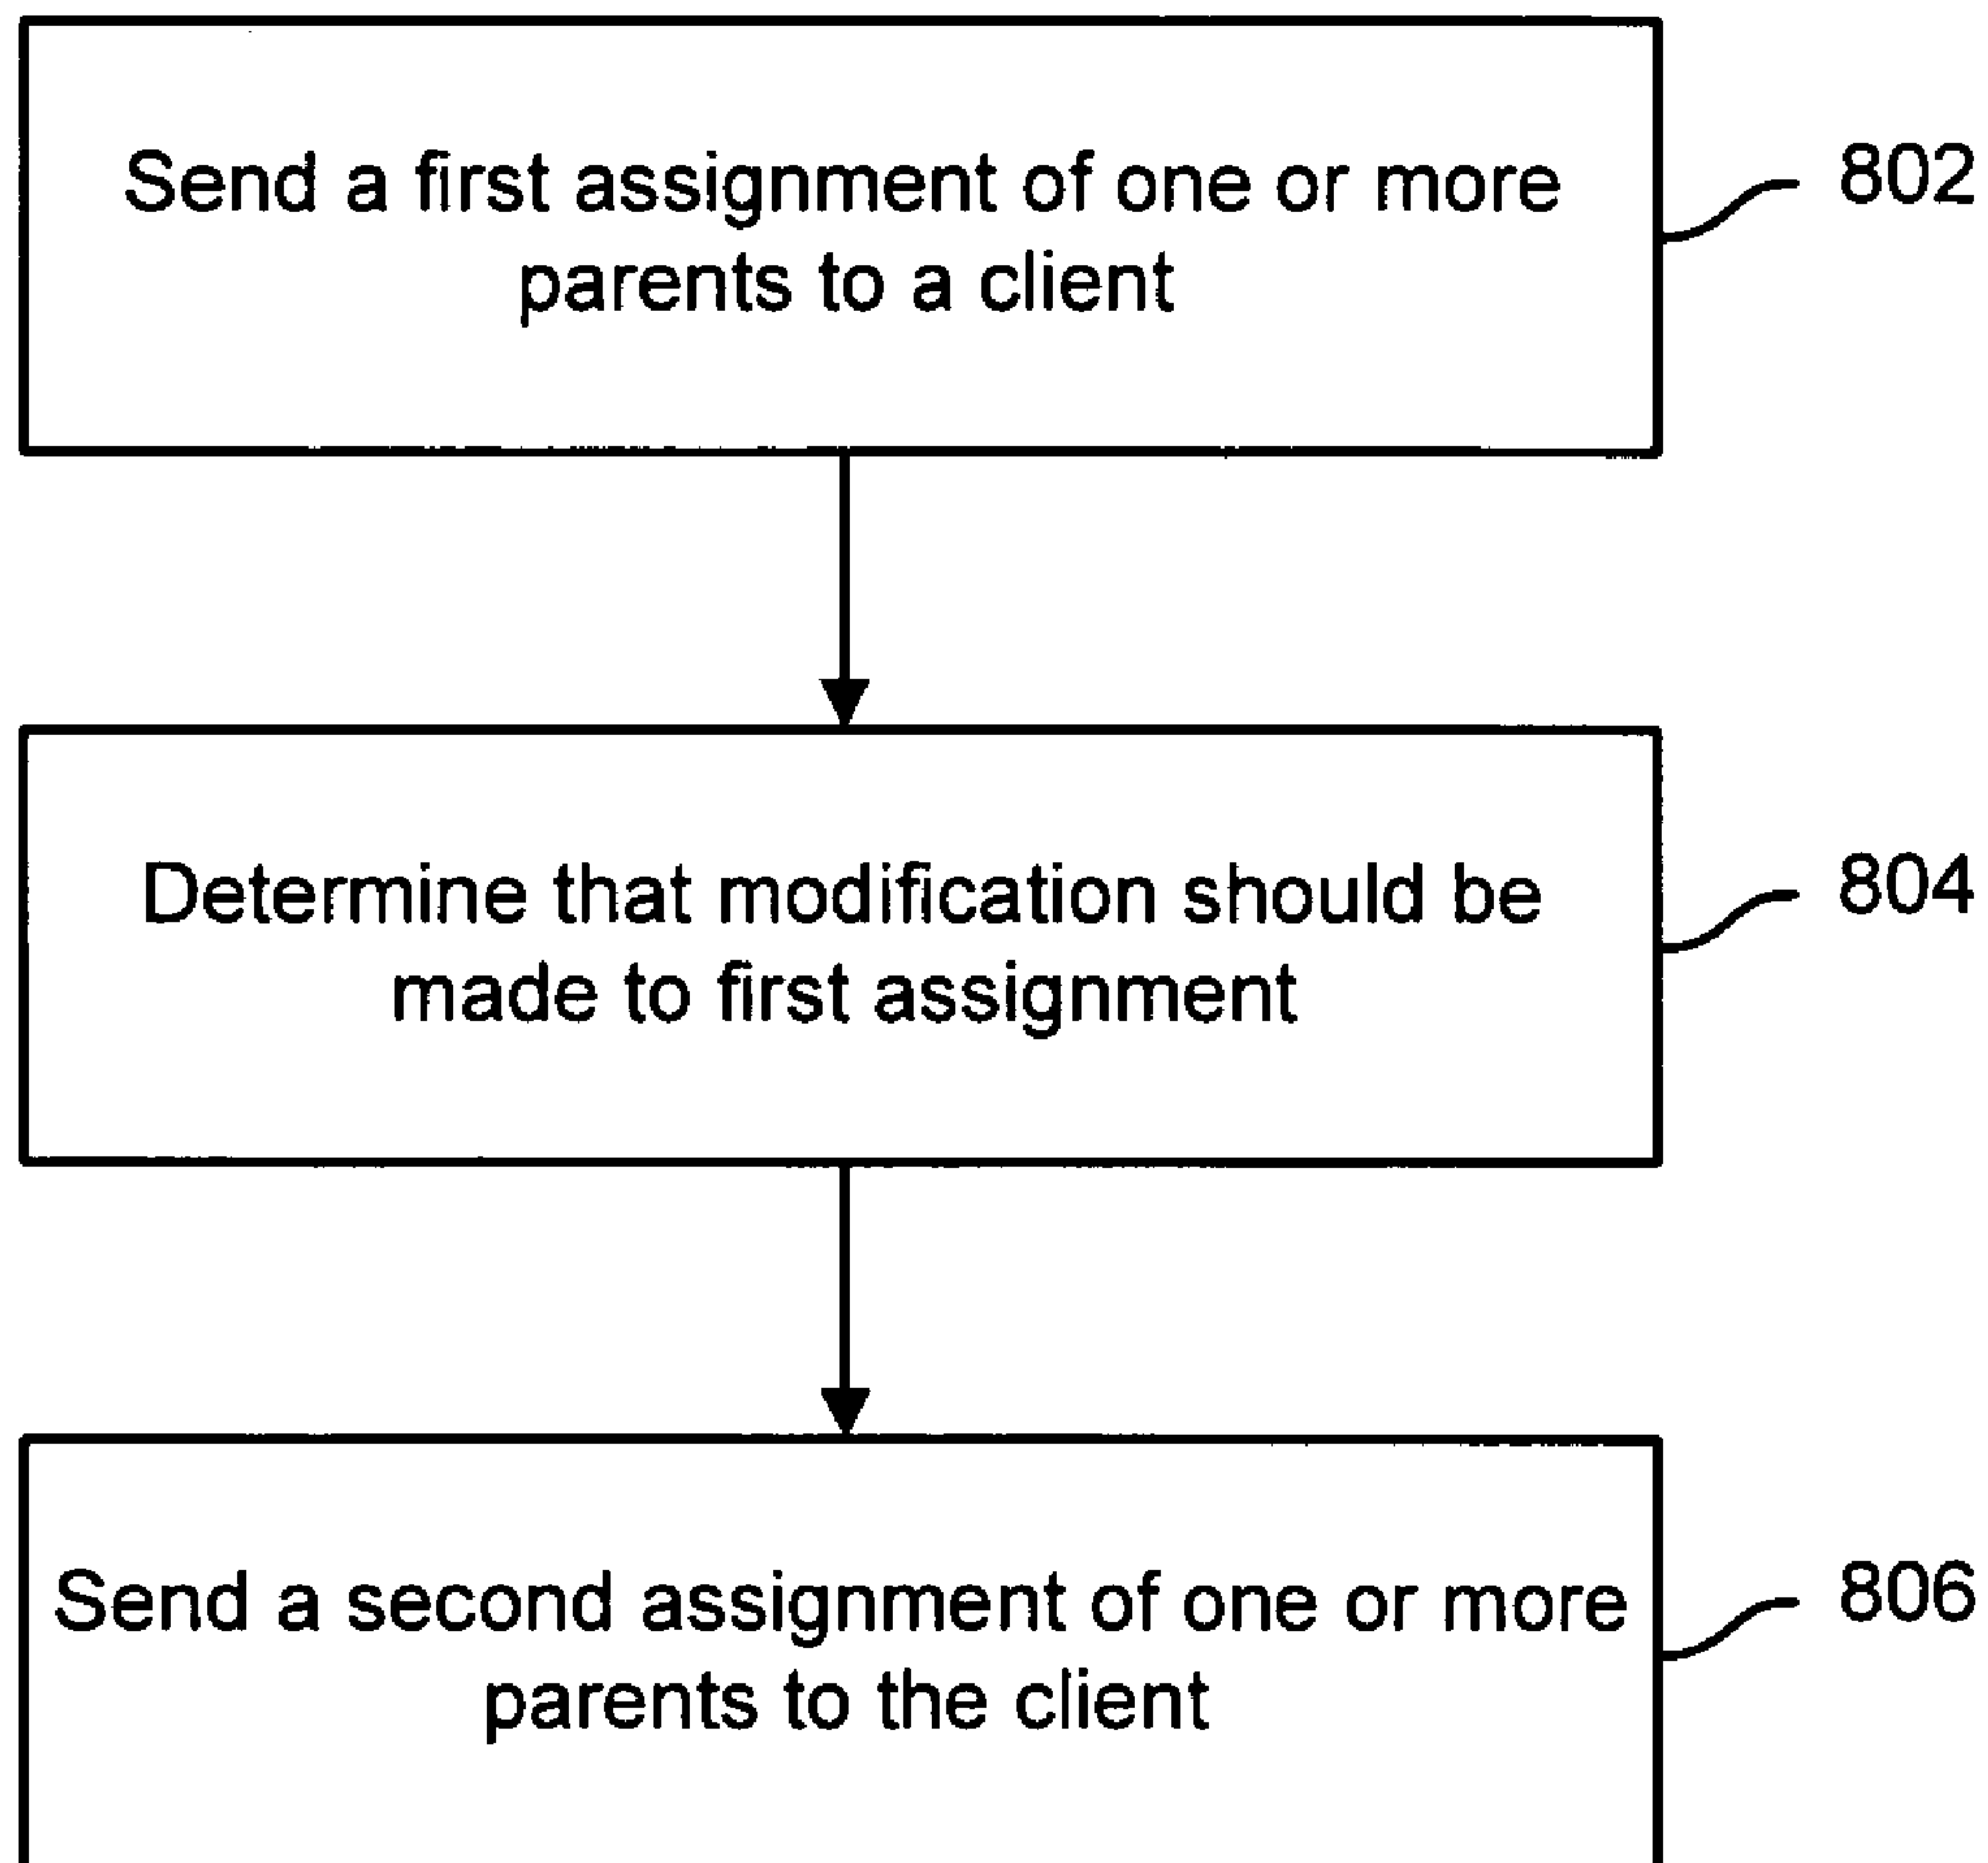 Send a first assignment of one or more
parents to a client
802
Determine that modification should be
made to first assignment
804
Send a second assignment of one or more
parents to the client
806